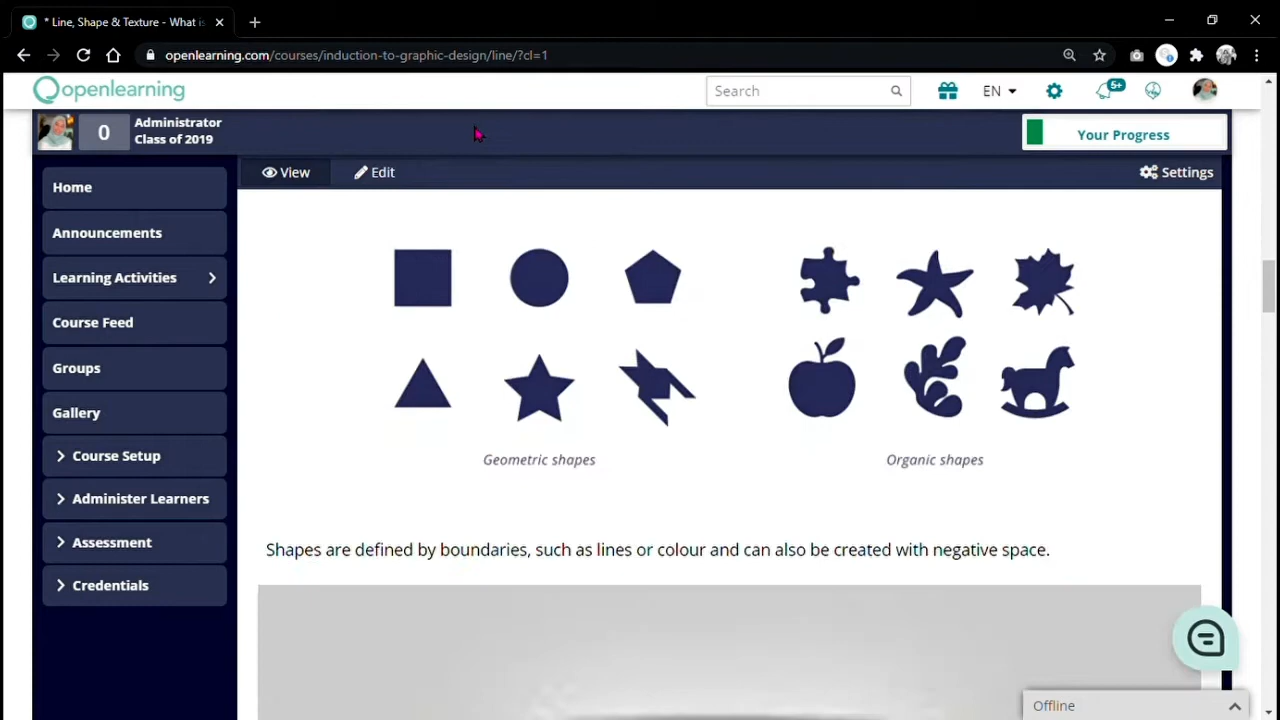 * Line, Shape & Texture - What is
openlearning.com/courses/induction-to-graphic-design/line/?cl=1
openlearning
Search
EN
5+
0
Administrator
Class of 2019
Your Progress
View
Edit
Settings
Home
Announcements
Learning Activities
Course Feed
Groups
Gallery
Course Setup
Administer Learners
Assessment
Credentials
Geometric shapes
Organic shapes
Shapes are defined by boundaries, such as lines or colour and can also be created with negative space.
Offline